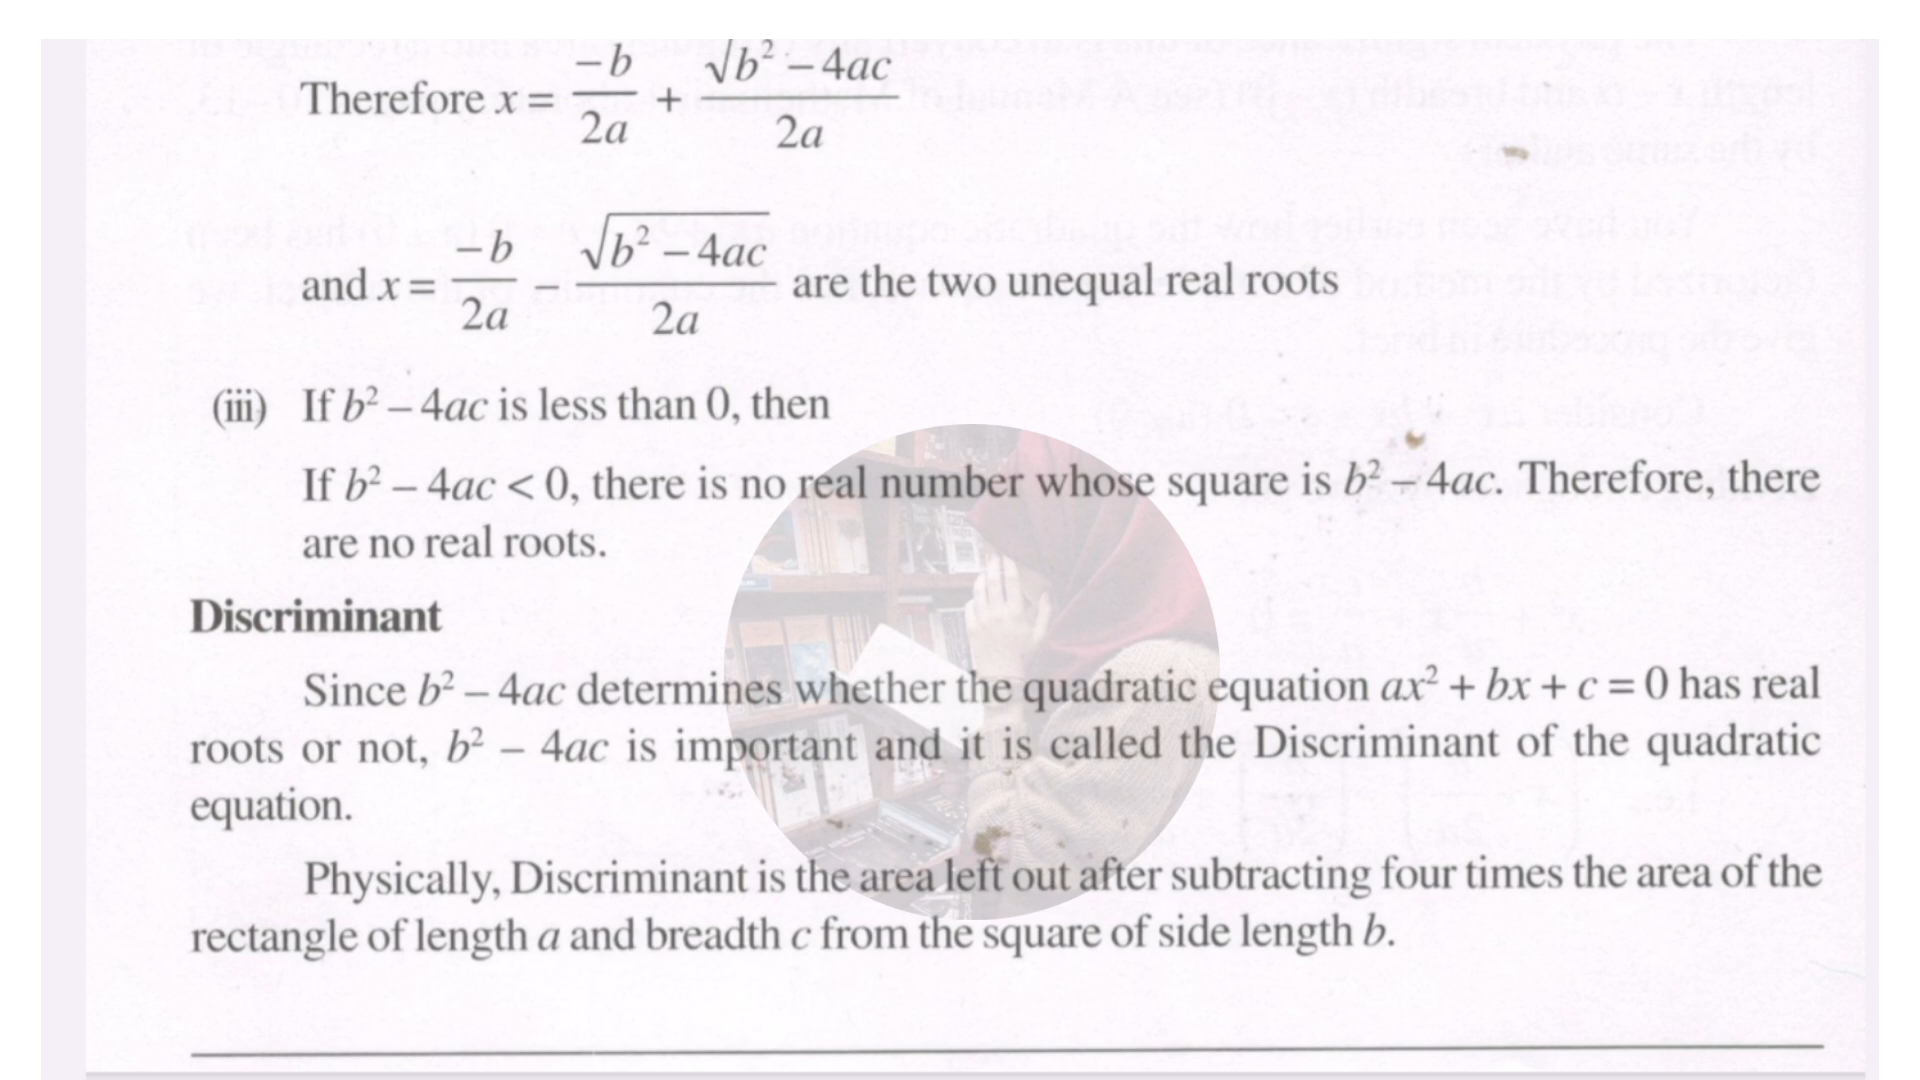 Therefore x = -b/2a + √b² – 4ac/2a
and x = -b/2a – √b² – 4ac/2a are the two unequal real roots
(iii) If b² – 4ac is less than 0, then
If b² – 4ac < 0, there is no real number whose square is b² – 4ac. Therefore, there
are no real roots.
Discriminant
Since b² – 4ac determines whether the quadratic equation ax² + bx + c = 0 has real
roots or not, b² – 4ac is important and it is called the Discriminant of the quadratic
equation.
Physically, Discriminant is the area left out after subtracting four times the area of the
rectangle of length a and breadth c from the square of side length b.